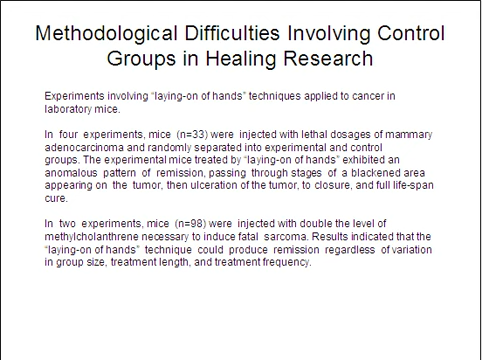 Methodological Difficulties Involving Control
Groups in Healing Research
Experiments involving "laying-on of hands" techniques applied to cancer in
laboratory mice.
In four experiments, mice (n=33) were injected with lethal dosages of mammary
adenocarcinoma and randomly separated into experimental and control
groups. The experimental mice treated by "laying-on of hands" exhibited an
anomalous pattern of remission, passing through stages of a blackened area
appearing on the tumor, then ulceration of the tumor, to closure, and full life-span
cure.
In two experiments, mice (n=98) were injected with double the level of
methylcholanthrene necessary to induce fatal sarcoma. Results indicated that the
"laying-on of hands" technique could produce remission regardless of variation
in group size, treatment length, and treatment frequency.